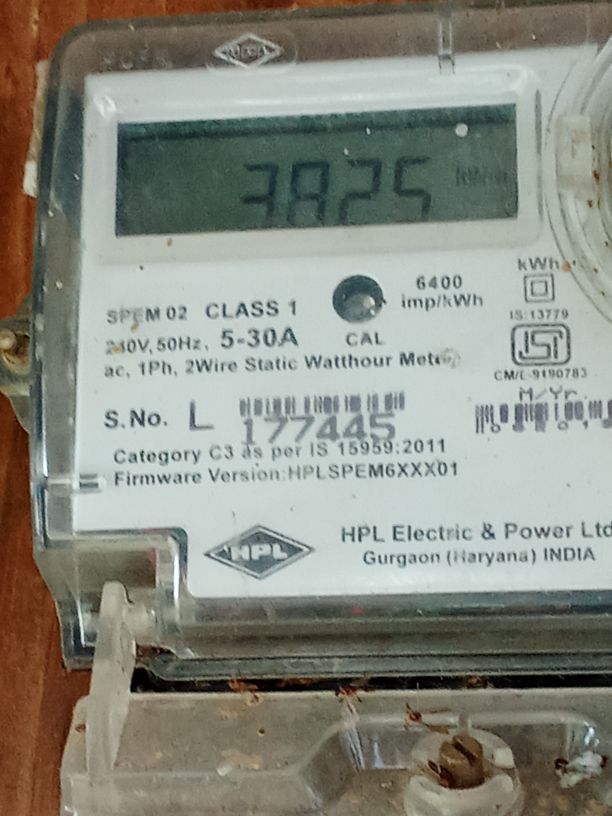 3825 kWh
6400
imp/kWh
kWh
SPEM 02 CLASS 1
CAL
IS:13779
240V, 50Hz, 5-30A
ac, 1Ph, 2Wire Static Watthour Meter
CM/L-9190783
M/Yr.
S.No. L 177445
Category C3 as per IS 15959:2011
Firmware Version:HPLSPEM6XXX01
HPL
HPL Electric & Power Ltd
Gurgaon (Haryana) INDIA